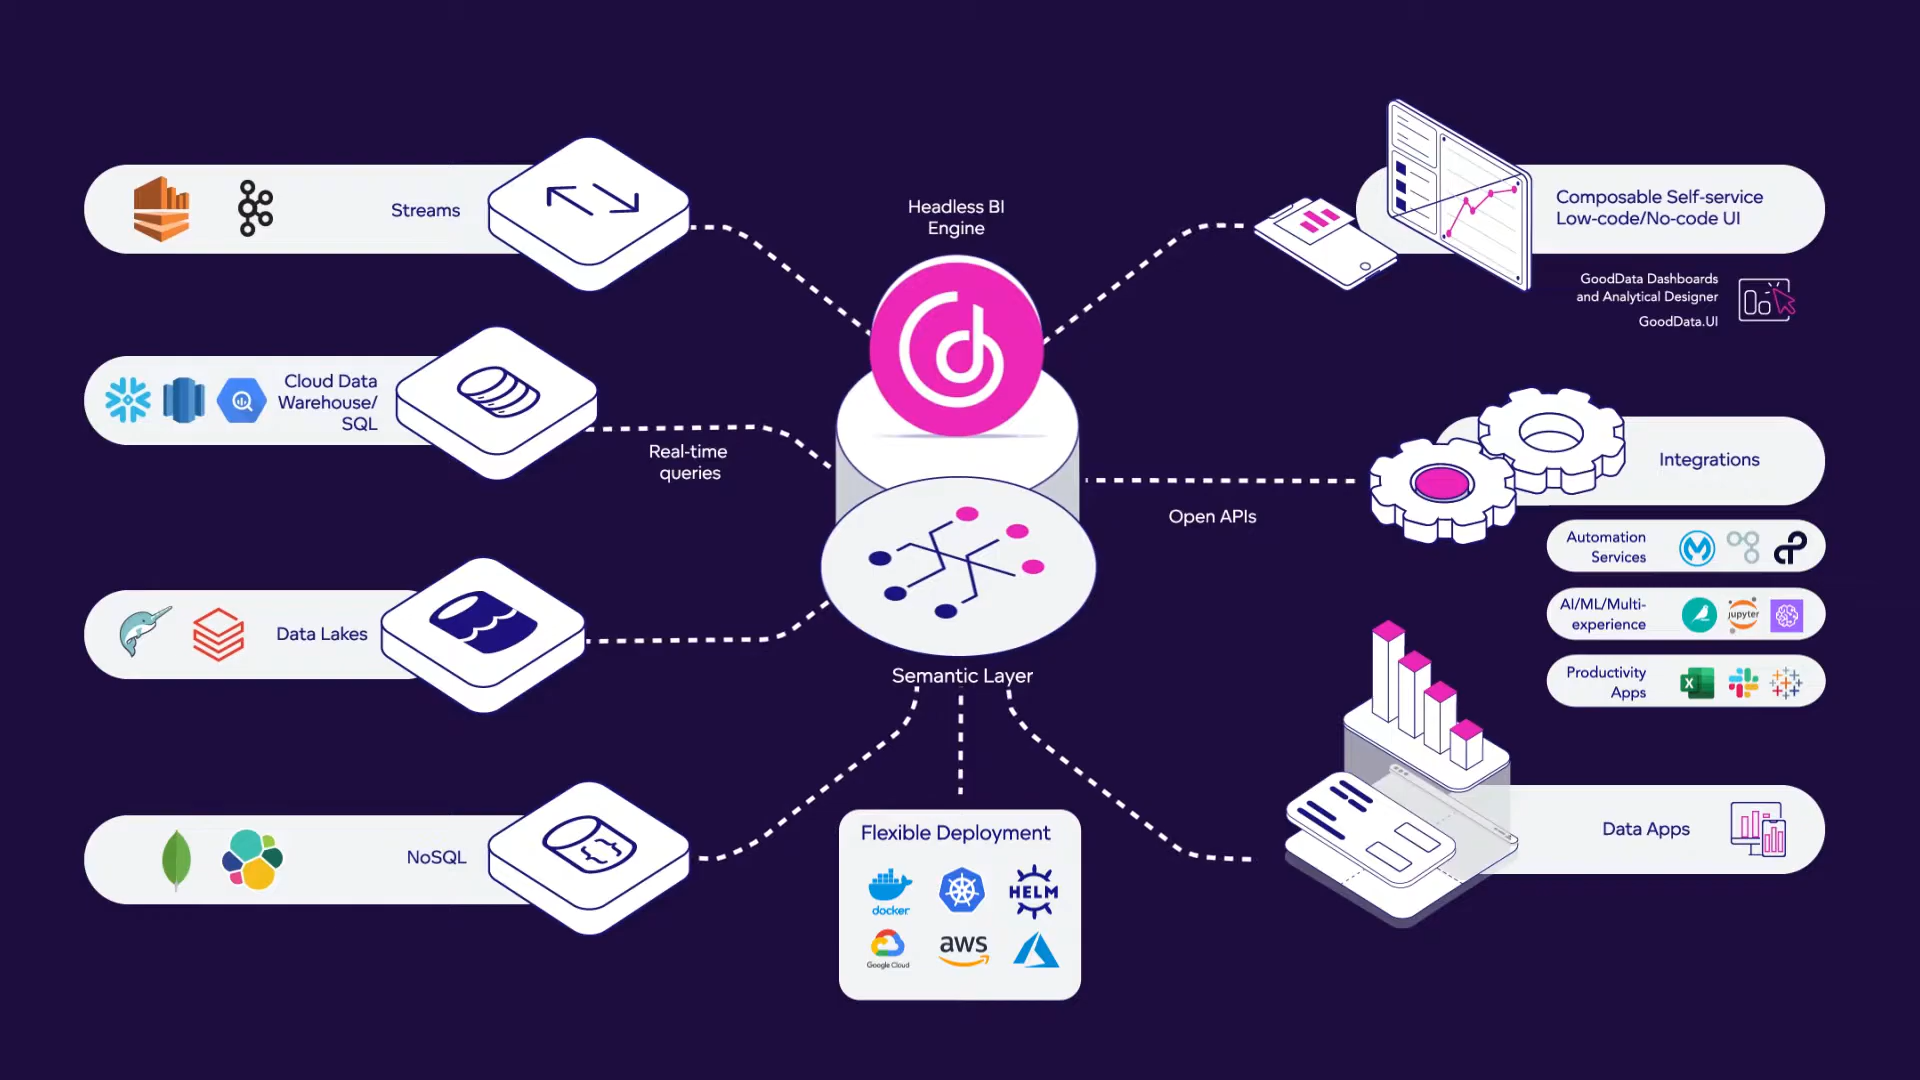 Streams
Cloud Data
Warehouse/
SQL
Data Lakes
NoSQL
Real-time
queries
Headless BI
Engine
Semantic Layer
Flexible Deployment
docker
HELM
Google Cloud
aws
Open APIs
Composable Self-service
Low-code/No-code UI
GoodData Dashboards
and Analytical Designer
GoodData.UI
Integrations
Automation
Services
AI/ML/Multi-
experience
jupyter
Productivity
Apps
X
Data Apps